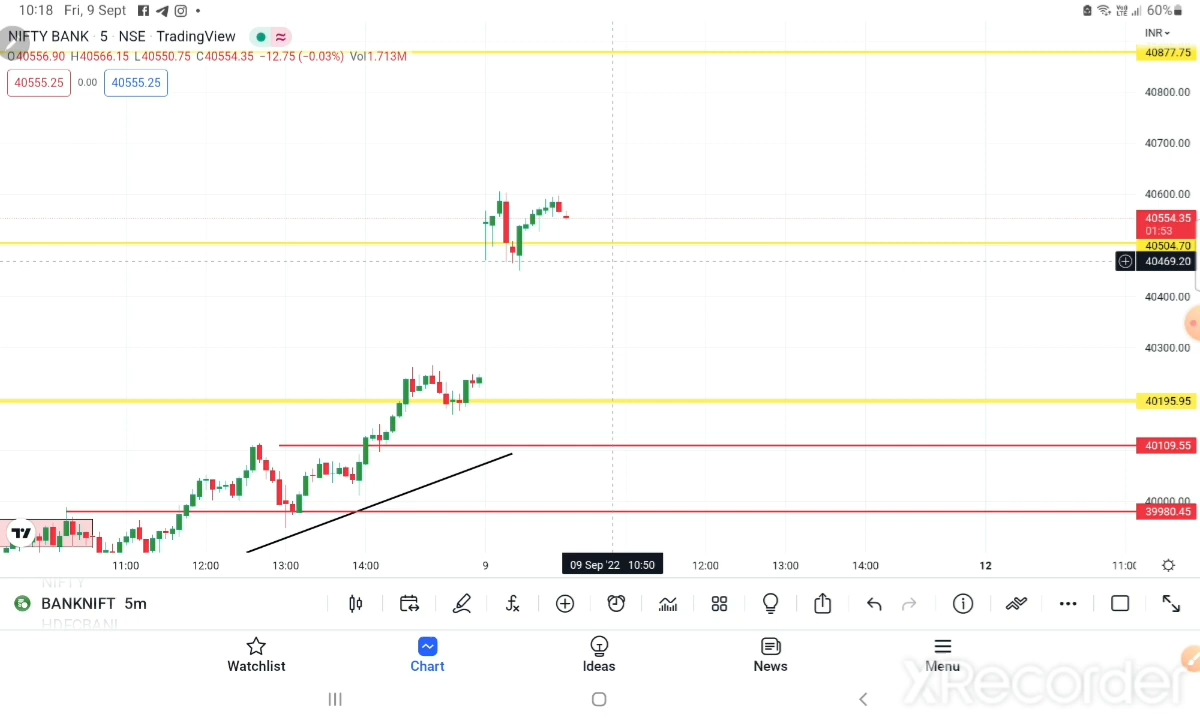 10:18 Fri, 9 Sept
60%
NIFTY BANK · 5 · NSE TradingView
O40556.90 H40566.15 L40550.75 C40554.35 −12.75 (−0.03%) Vol1.713M
40555.25 0.00 40555.25
INR
40877.75
40800.00
40700.00
40600.00
40554.35
01:53
40504.70
40469.20
40400.00
40300.00
40195.95
40109.55
40000.00
39980.45
11:00 12:00 13:00 14:00 9 09 Sep '22 10:50 12:00 13:00 14:00 12 11:00
NIFTY
BANKNIFT 5m
HDFCBANI
Watchlist Chart Ideas News Menu
XRecorder